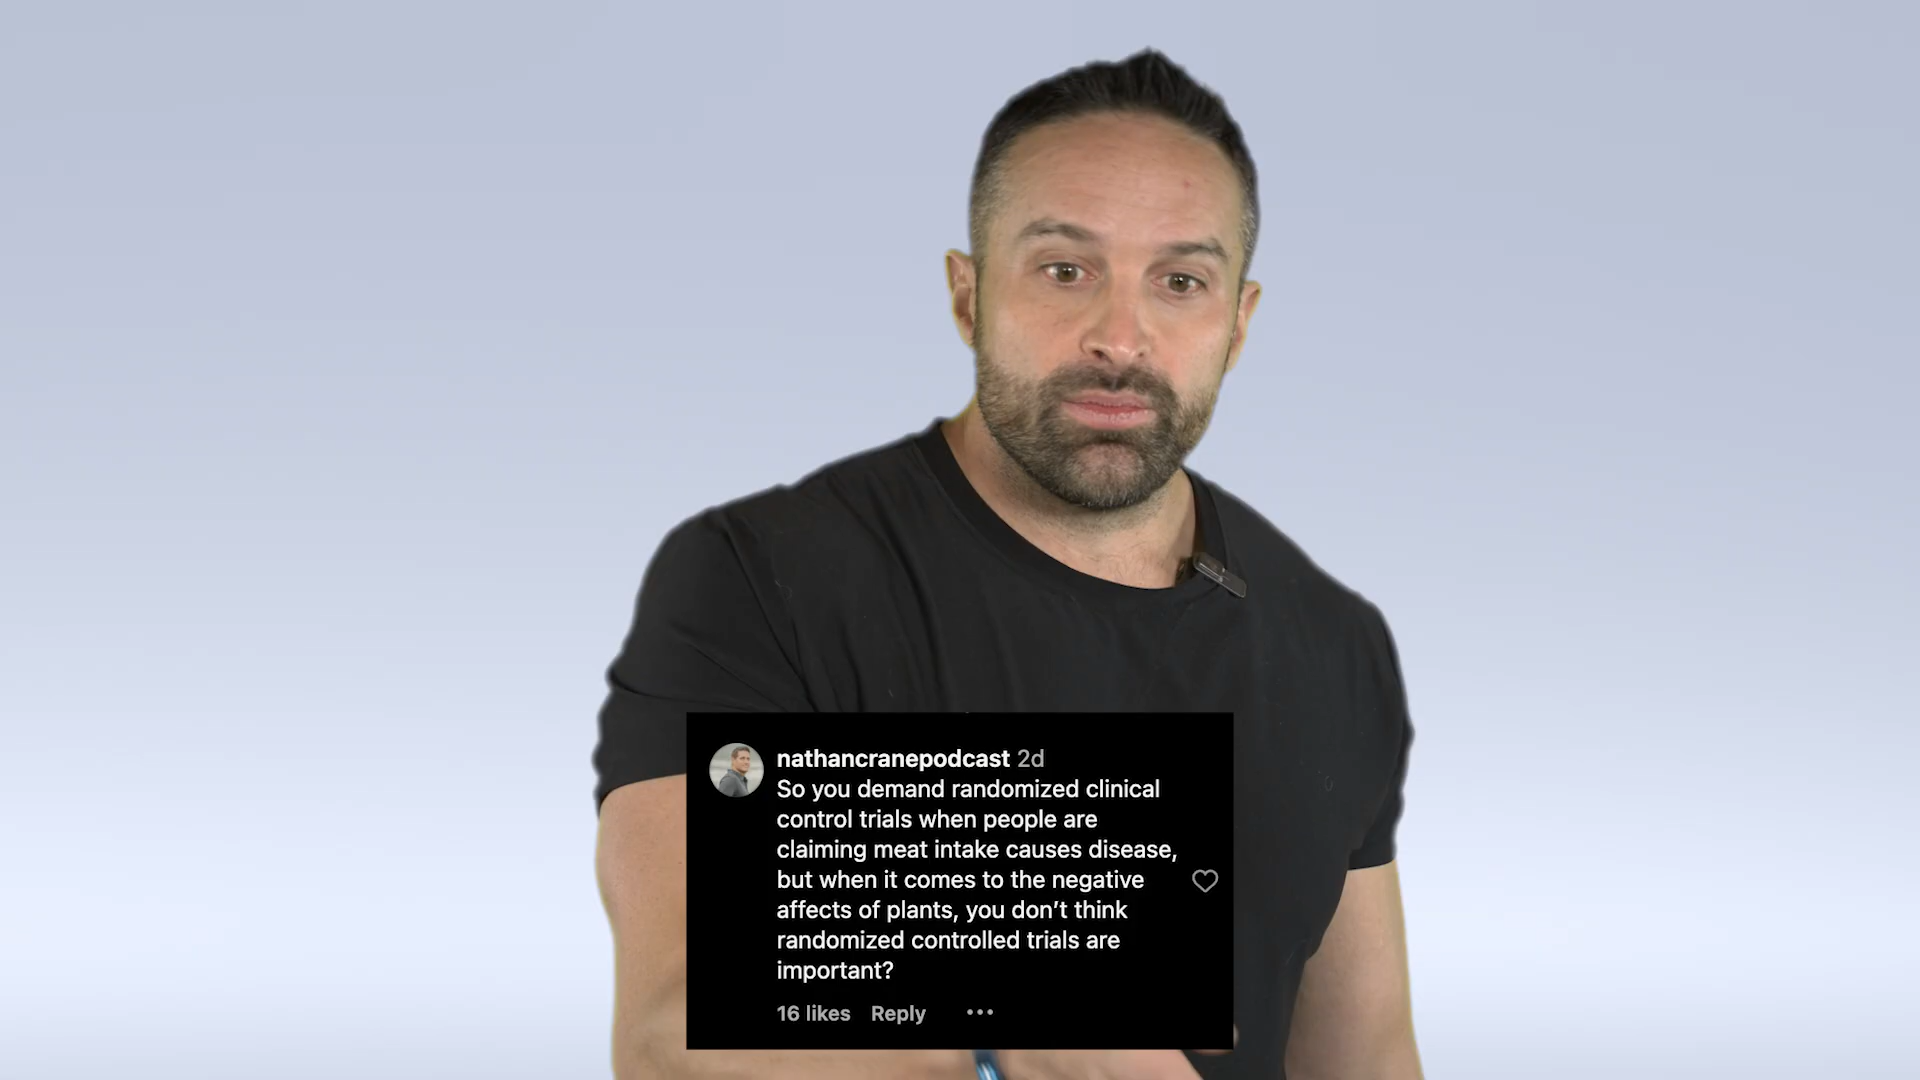 nathancranepodcast 2d
So you demand randomized clinical
control trials when people are
claiming meat intake causes disease,
but when it comes to the negative
affects of plants, you don't think
randomized controlled trials are
important?
16 likes Reply •••